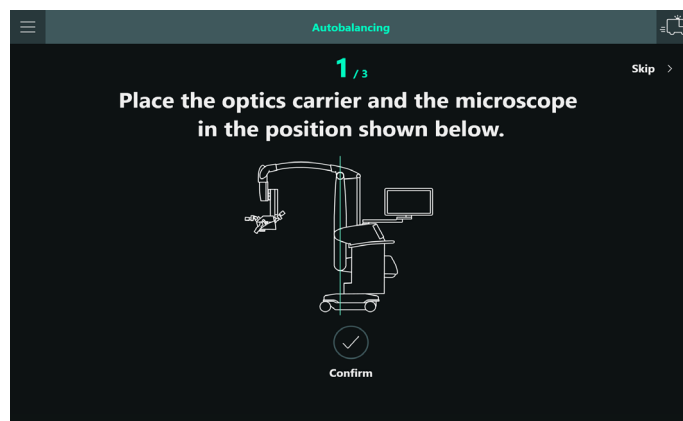 Autobalancing
1 / 3
Skip
Place the optics carrier and the microscope
in the position shown below.
Confirm